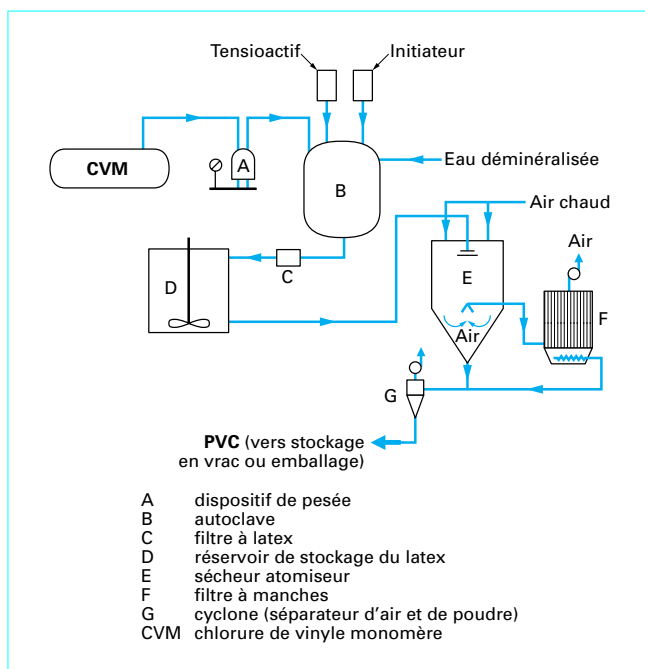 Tensioactif
Initiateur
CVM
A
B
Eau déminéralisée
Air chaud
Air
C
D
E
F
Air
G
PVC (vers stockage
en vrac ou emballage)
A dispositif de pesée
B autoclave
C filtre à latex
D réservoir de stockage du latex
E sécheur atomiseur
F filtre à manches
G cyclone (séparateur d'air et de poudre)
CVM chlorure de vinyle monomère